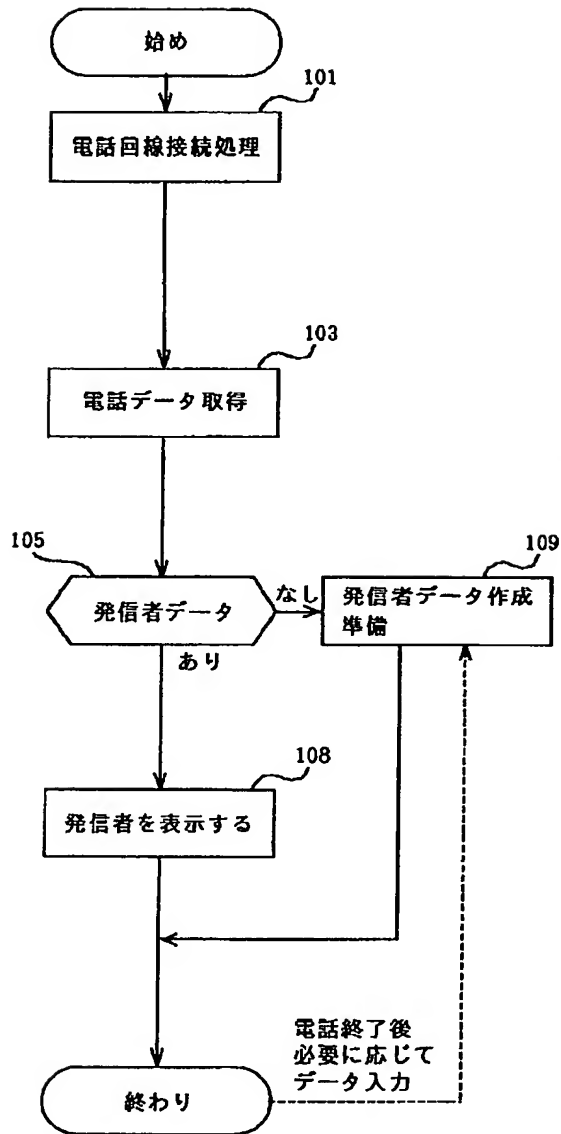 始め
101
電話回線接続処理
103
電話データ取得
105
発信者データ
なし
109
発信者データ作成
準備
あり
108
発信者を表示する
電話終了後
必要に応じて
データ入力
終わり